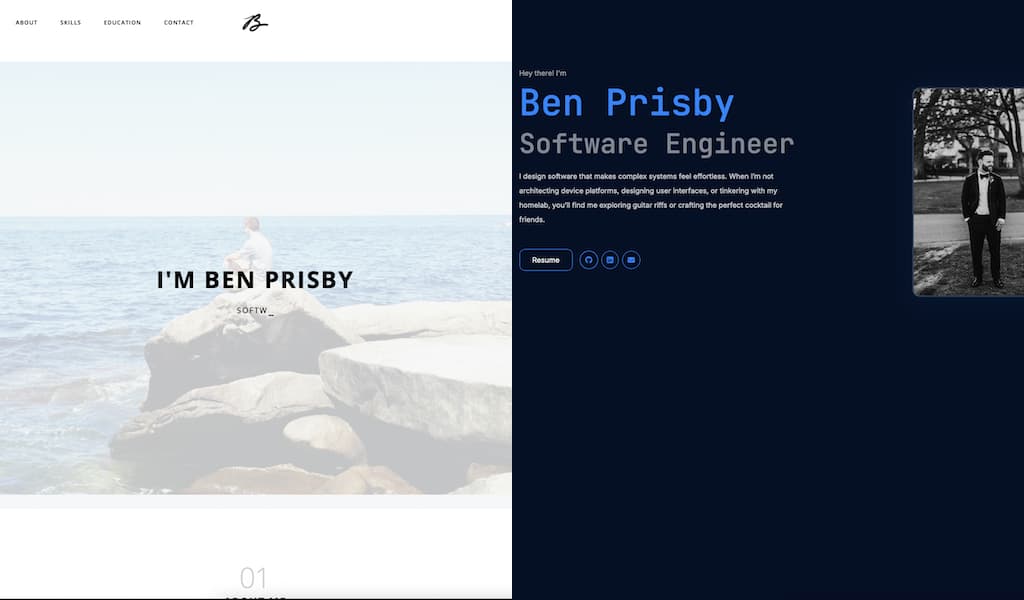 ABOUT SKILLS EDUCATION CONTACT B
I'M BEN PRISBY
SOFTW_
01
Hey there! I'm
Ben Prisby
Software Engineer
I design software that makes complex systems feel effortless. When I'm not
architecting device platforms, designing user interfaces, or tinkering with my
homelab, you'll find me exploring guitar riffs or crafting the perfect cocktail for
friends.
Resume